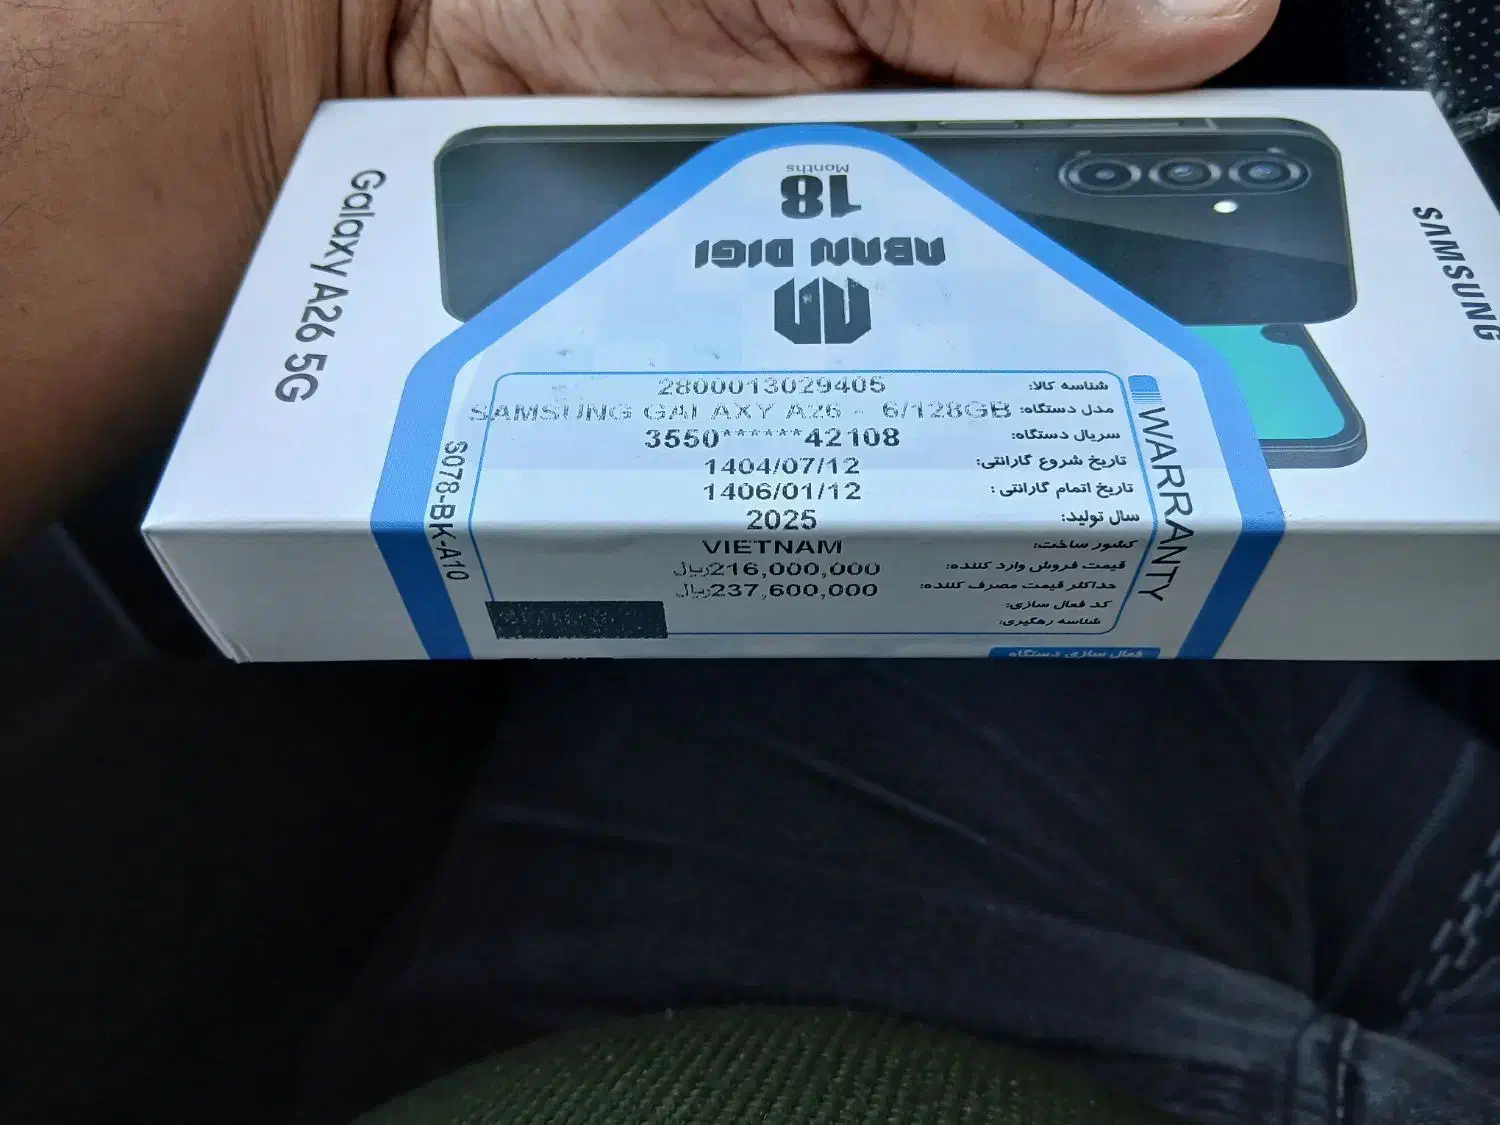 SAMSUNG
Galaxy A26 5G
18
Months
ABAN DIGI
WARRANTY
S078-BK-A10
شناسه کالا: 2800013029405
مدل دستگاه: SAMSUNG GALAXY A26 - 6/128GB
سریال دستگاه: 3550******42108
تاریخ شروع گارانتی: 1404/07/12
تاریخ اتمام گارانتی: 1406/01/12
سال تولید: 2025
کشور ساخت: VIETNAM
قیمت فروش وارد کننده: 216,000,000ریال
حداکثر قیمت مصرف کننده: 237,600,000ریال
کد فعال سازی:
شناسه رهگیری:
فعال سازی دستگاه